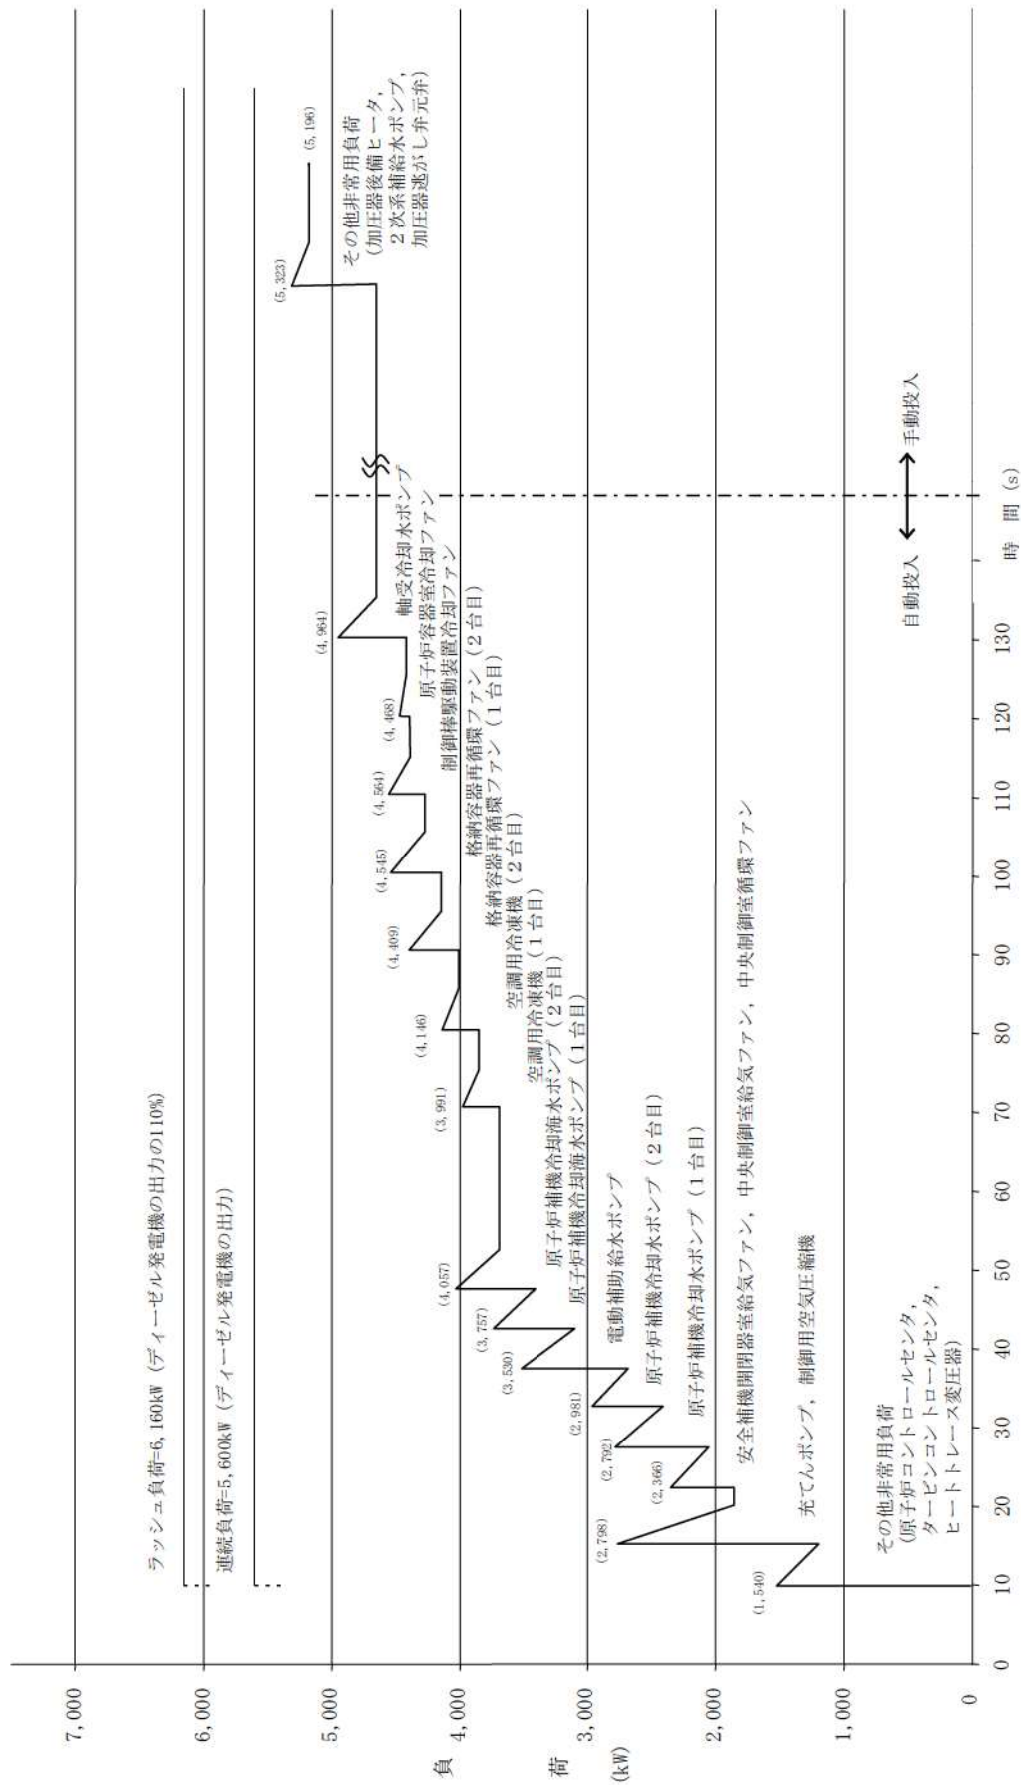 7,000
6,000
5,000
4,000
3,000
2,000
1,000
0
負荷
(kW)
ラッシュ負荷=6,160kW (ディーゼル発電機の出力の110%)
連続負荷=5,600kW (ディーゼル発電機の出力)
(1,540)
(2,798)
(2,366)
(2,792)
(2,981)
(3,530)
(3,757)
(4,057)
(3,991)
(4,146)
(4,409)
(4,545)
(4,564)
(4,468)
(4,964)
(5,323)
(5,196)
その他非常用負荷
(加圧器後備ヒータ,
2次系補給水ポンプ,
加圧器逃がし弁元弁)
軸受冷却水ポンプ
原子炉容器室冷却ファン
制御棒駆動装置冷却ファン
格納容器再循環ファン (2台目)
格納容器再循環ファン (1台目)
空調用冷凍機 (2台目)
空調用冷凍機 (1台目)
原子炉補機冷却海水ポンプ (2台目)
原子炉補機冷却海水ポンプ (1台目)
電動補助給水ポンプ
原子炉補機冷却水ポンプ (2台目)
原子炉補機冷却水ポンプ (1台目)
安全補機開閉器室給気ファン, 中央制御室給気ファン, 中央制御室循環ファン
充てんポンプ, 制御用空気圧縮機
その他非常用負荷
(原子炉コントロールセンタ,
タービンコントロールセンタ,
ヒートトレース変圧器)
自動投入 手動投入
0 10 20 30 40 50 60 70 80 90 100 110 120 130
時間 (s)